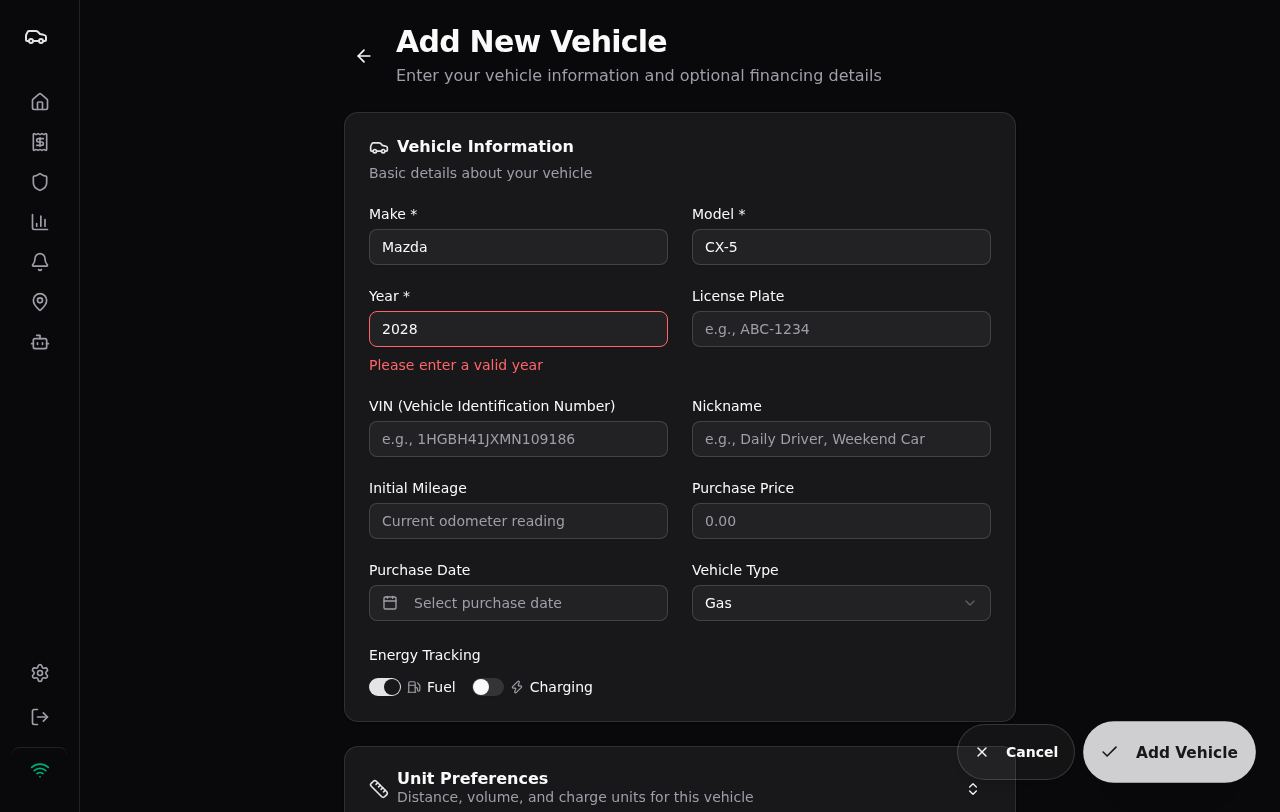 Add New Vehicle
Enter your vehicle information and optional financing details
Vehicle Information
Basic details about your vehicle
Make *
Model *
Mazda
CX-5
Year *
License Plate
2028
e.g., ABC-1234
Please enter a valid year
VIN (Vehicle Identification Number)
Nickname
e.g., 1HGBH41JXMN109186
e.g., Daily Driver, Weekend Car
Initial Mileage
Purchase Price
Current odometer reading
0.00
Purchase Date
Vehicle Type
Select purchase date
Gas
Energy Tracking
Fuel
Charging
Cancel
Add Vehicle
Unit Preferences
Distance, volume, and charge units for this vehicle